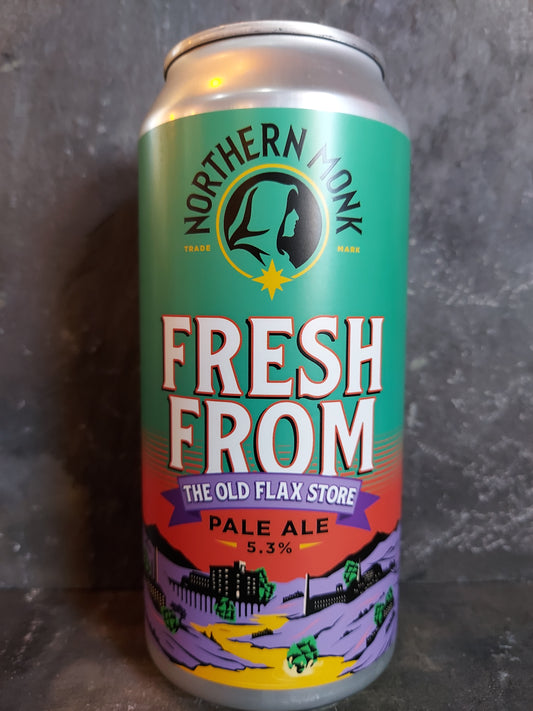 NORTHERN MONK
TRADE MARK
FRESH
FROM
THE OLD FLAX STORE
PALE ALE
5.3%